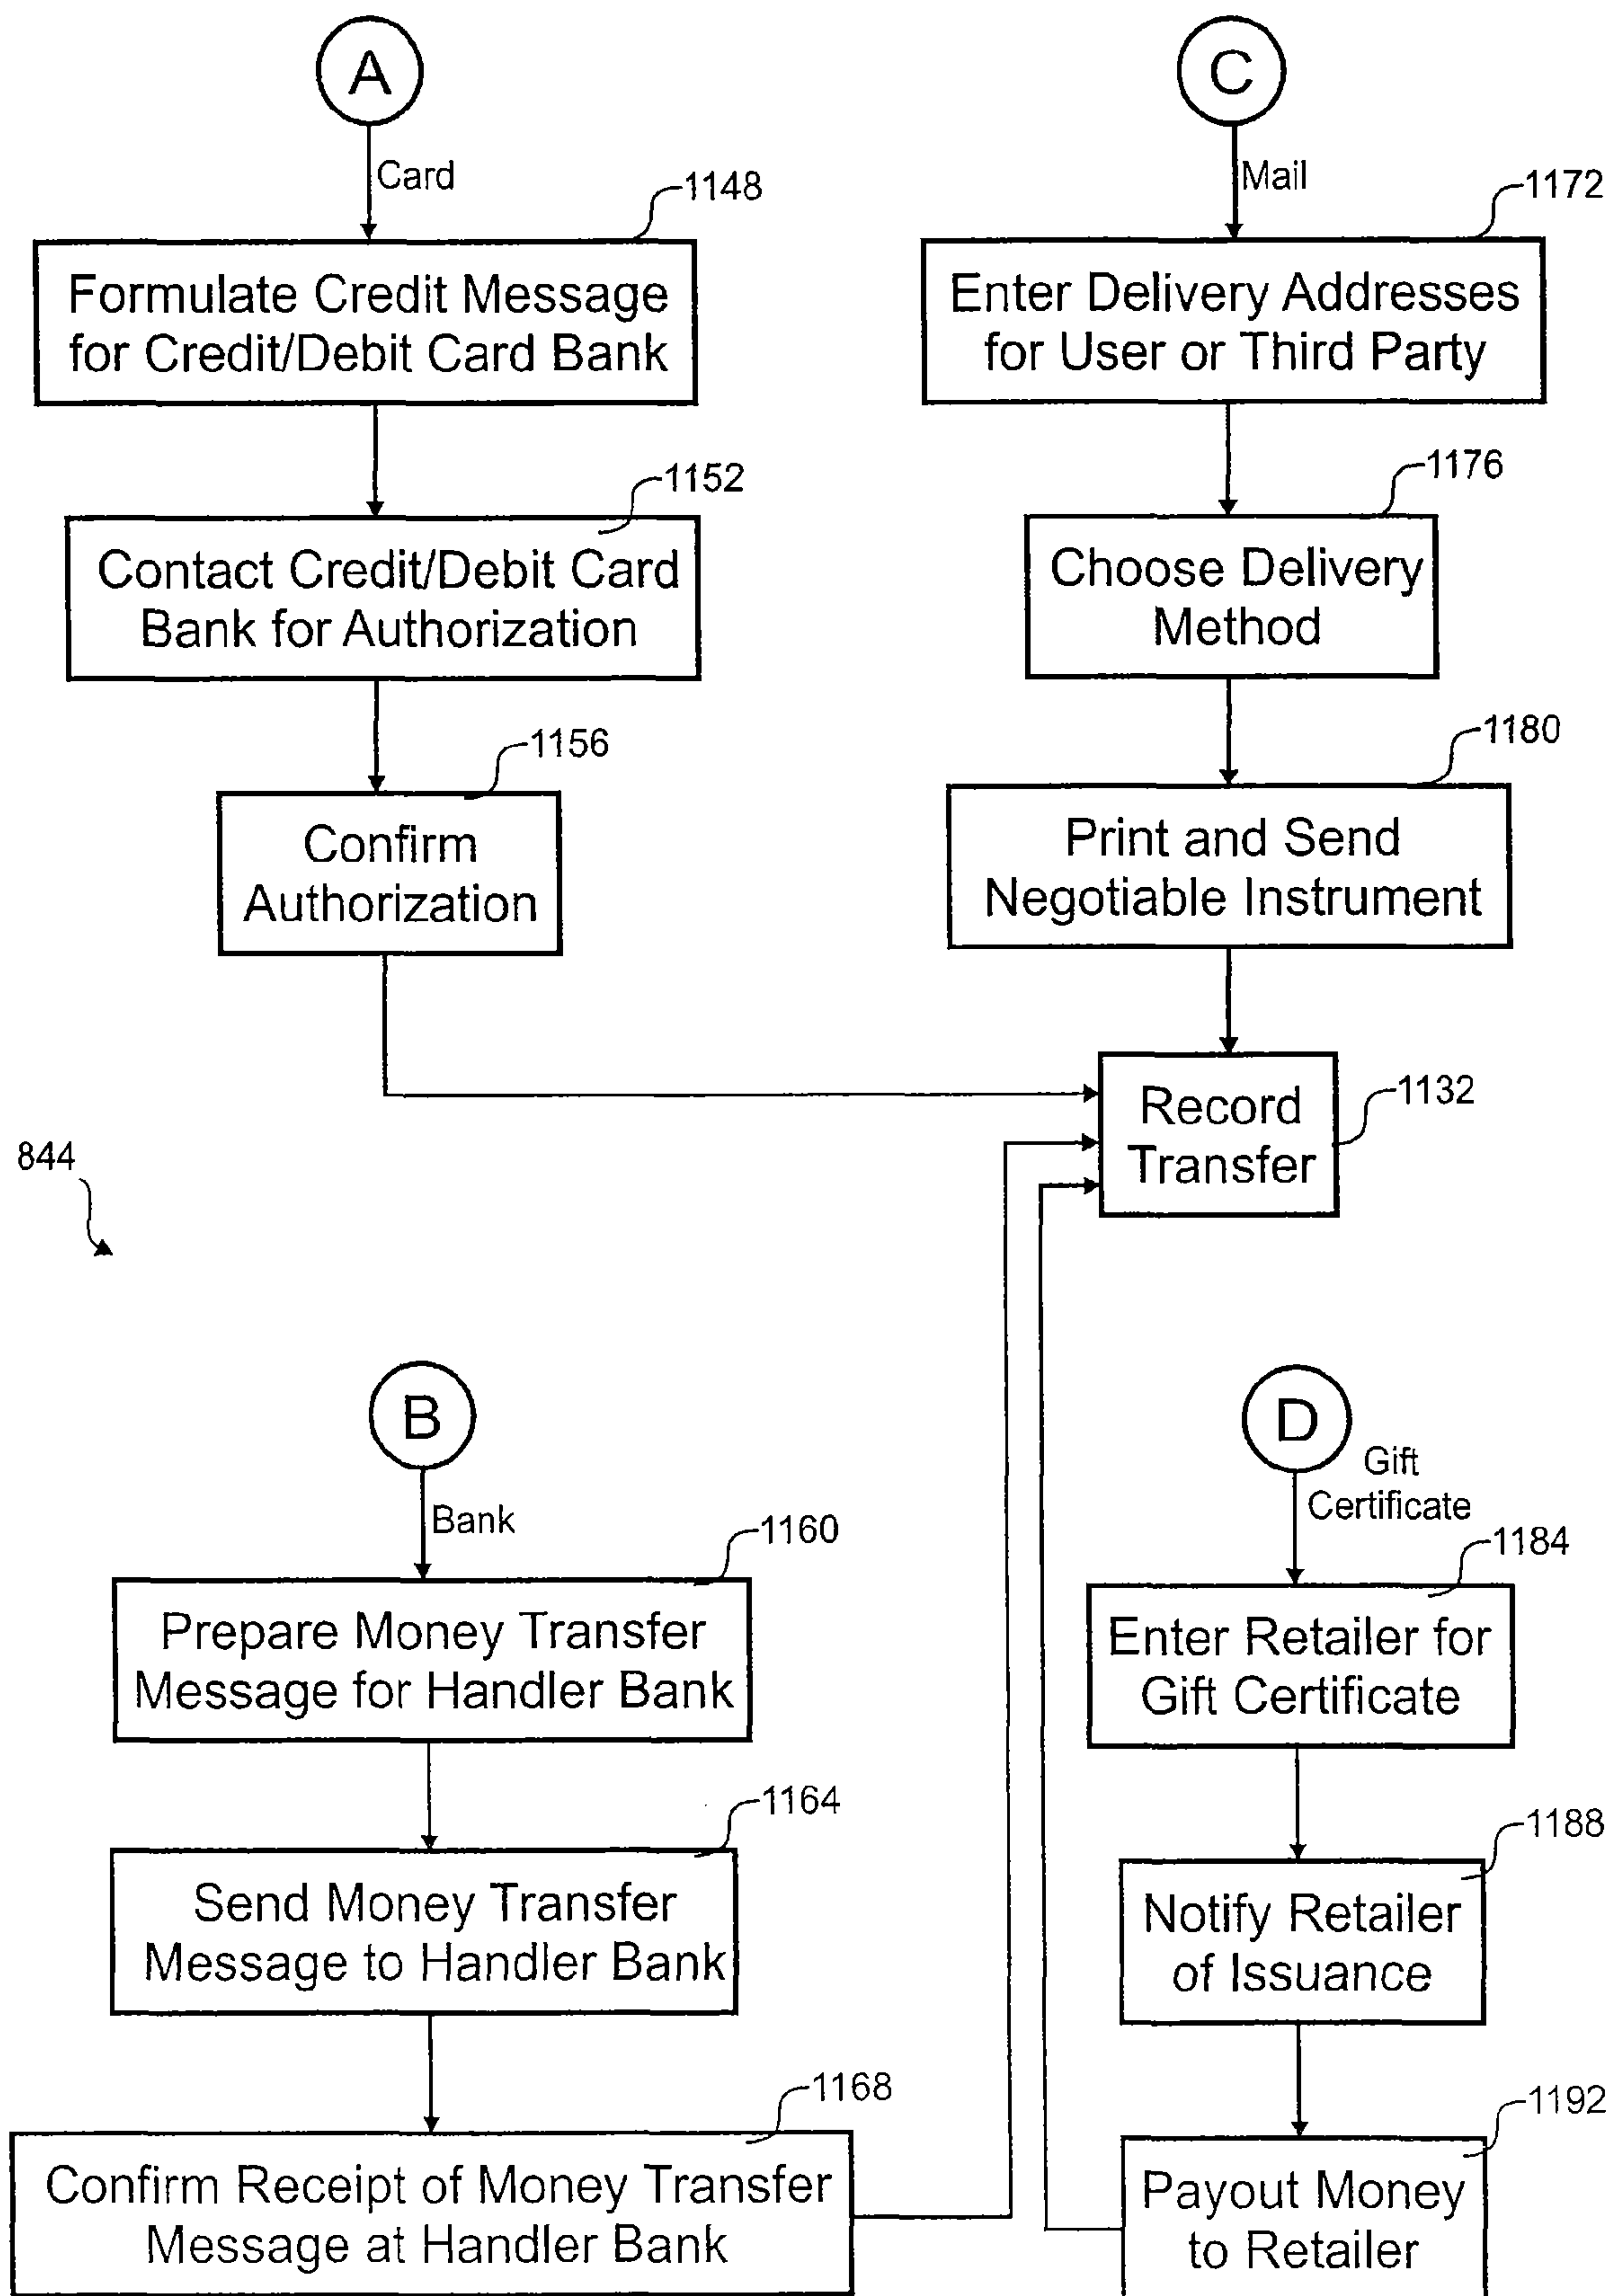 A
Card
1148
Formulate Credit Message
for Credit/Debit Card Bank
1152
Contact Credit/Debit Card
Bank for Authorization
1156
Confirm
Authorization
C
Mail
1172
Enter Delivery Addresses
for User or Third Party
1176
Choose Delivery
Method
1180
Print and Send
Negotiable Instrument
1132
Record
Transfer
844
B
Bank
1160
Prepare Money Transfer
Message for Handler Bank
1164
Send Money Transfer
Message to Handler Bank
1168
Confirm Receipt of Money Transfer
Message at Handler Bank
D
Gift
Certificate
1184
Enter Retailer for
Gift Certificate
1188
Notify Retailer
of Issuance
1192
Payout Money
to Retailer